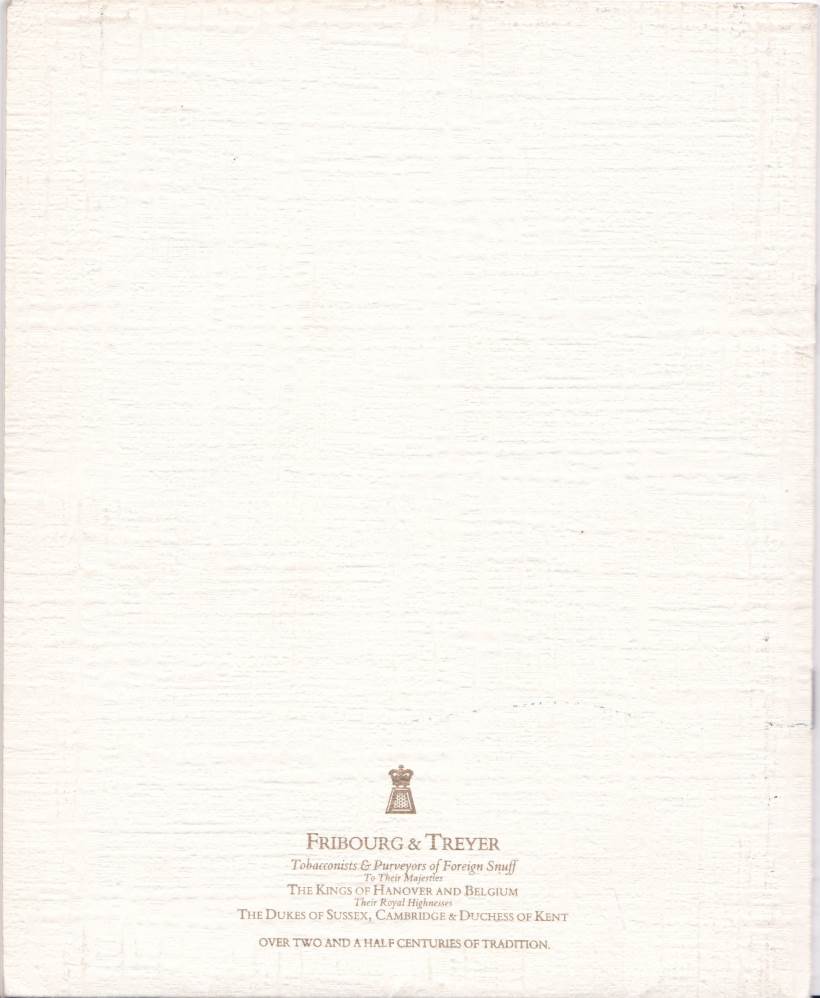 FRIBOURG & TREYER
Tobacconists & Purveyors of Foreign Snuff
To Their Majesties
THE KINGS OF HANOVER AND BELGIUM
Their Royal Highnesses
THE DUKES OF SUSSEX, CAMBRIDGE & DUCHESS OF KENT
OVER TWO AND A HALF CENTURIES OF TRADITION.